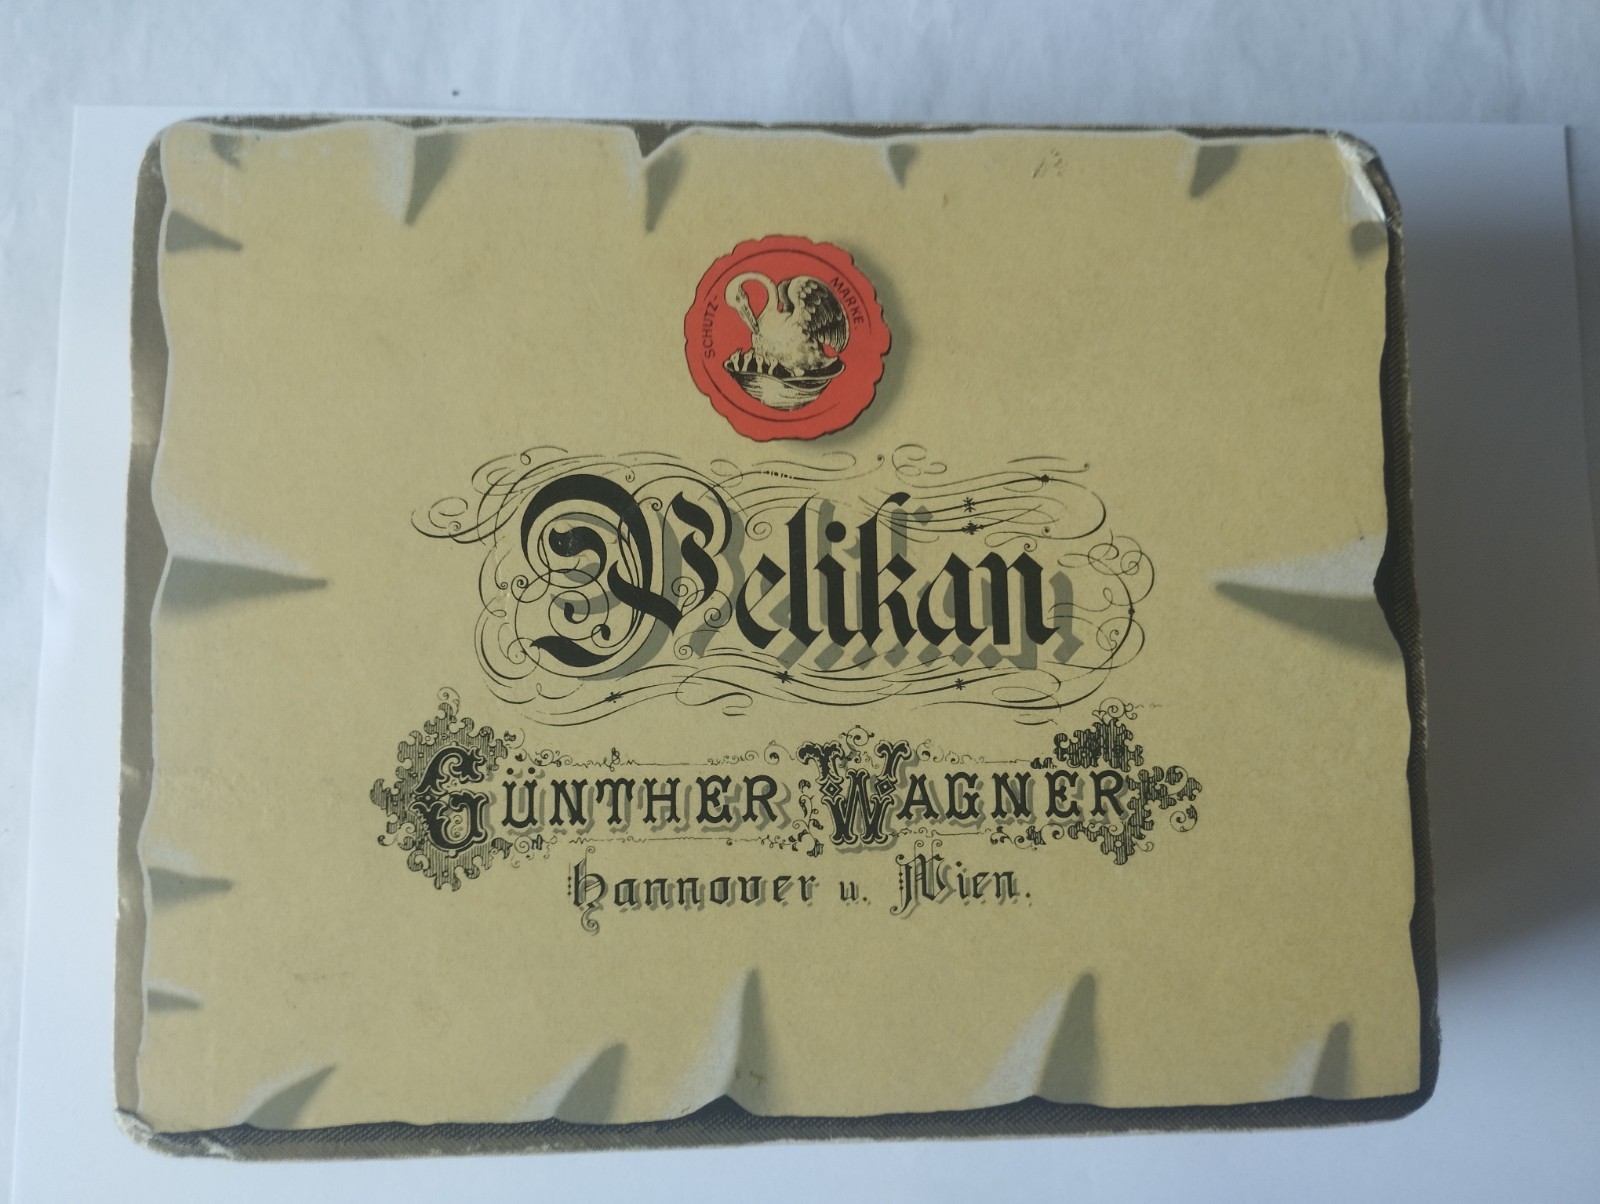 SCHUTZ- MARKE.
Pelikan
GÜNTHER WAGNER
Hannover u. Wien.